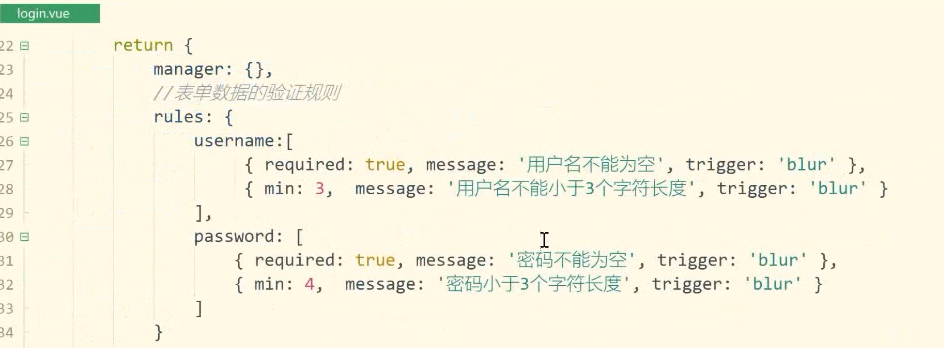 login.vue
22 return {
23 manager: {},
24 //表单数据的验证规则
25 rules: {
26 username:[
27 { required: true, message: '用户名不能为空', trigger: 'blur' },
28 { min: 3, message: '用户名不能小于3个字符长度', trigger: 'blur' }
29 ],
30 password: [
31 { required: true, message: '密码不能为空', trigger: 'blur' },
32 { min: 4, message: '密码小于3个字符长度', trigger: 'blur' }
33 ]
34 }